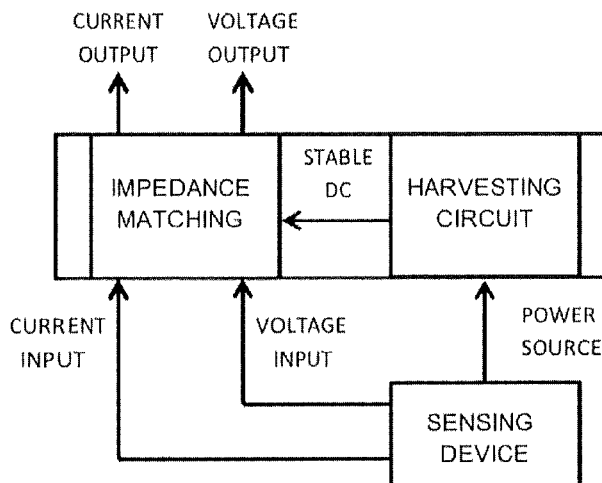 CURRENT
OUTPUT
VOLTAGE
OUTPUT
IMPEDANCE
MATCHING
STABLE
DC
HARVESTING
CIRCUIT
CURRENT
INPUT
VOLTAGE
INPUT
POWER
SOURCE
SENSING
DEVICE